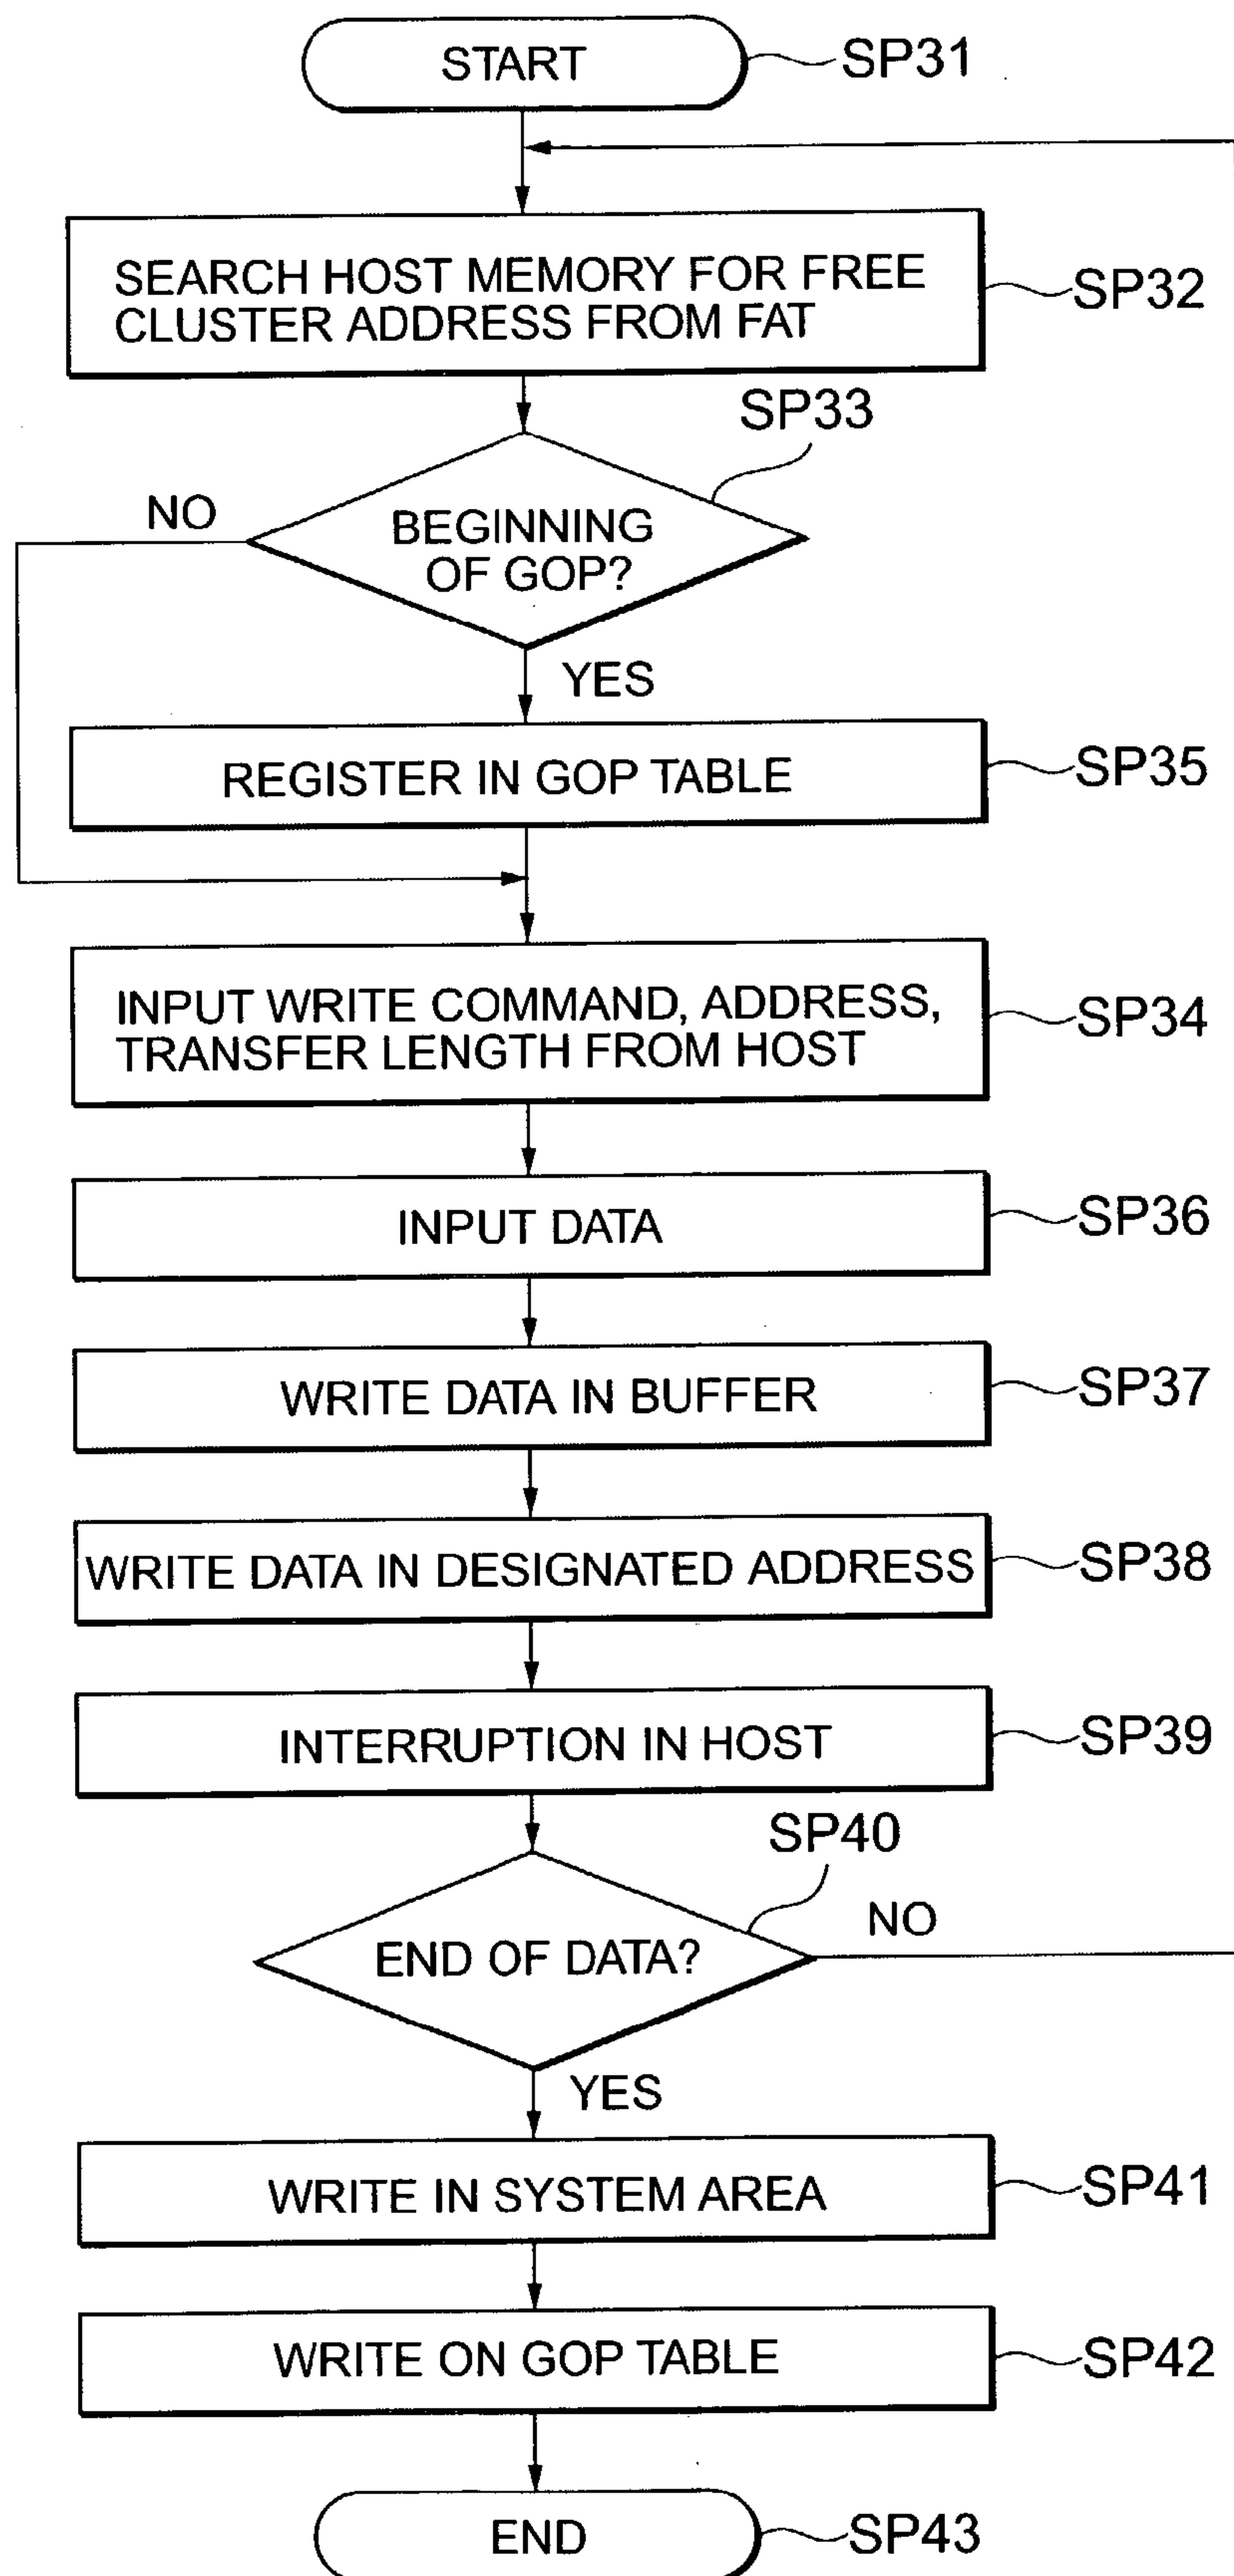 START
SP31
SEARCH HOST MEMORY FOR FREE
CLUSTER ADDRESS FROM FAT
SP32
SP33
NO
BEGINNING
OF GOP?
YES
REGISTER IN GOP TABLE
SP35
INPUT WRITE COMMAND, ADDRESS,
TRANSFER LENGTH FROM HOST
SP34
INPUT DATA
SP36
WRITE DATA IN BUFFER
SP37
WRITE DATA IN DESIGNATED ADDRESS
SP38
INTERRUPTION IN HOST
SP39
SP40
NO
END OF DATA?
YES
WRITE IN SYSTEM AREA
SP41
WRITE ON GOP TABLE
SP42
END
SP43